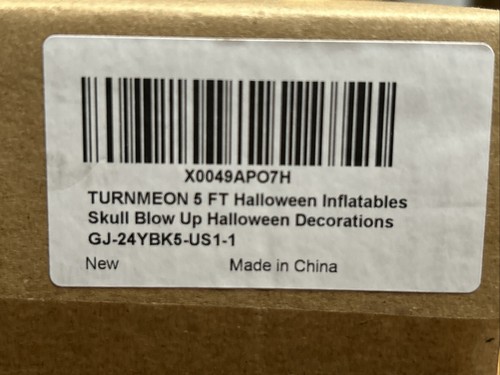 X0049APO7H
TURNMEON 5 FT Halloween Inflatables
Skull Blow Up Halloween Decorations
GJ-24YBK5-US1-1
New Made in China